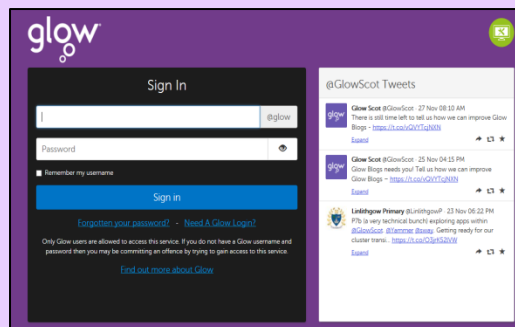 glow
Sign In
@glow
Password
Remember my username
Sign in
Forgotten your password? - Need A Glow Login?
Only Glow users are allowed to access this service. If you do not have a Glow username and
password then you may be committing an offence by trying to gain access to this service.
Find out more about Glow
@GlowScot Tweets
glow
Glow Scot @GlowScot · 27 Nov 08:10 AM
There is still time left to tell us how we can improve Glow
Blogs - https://t.co/vQVYTcjNXN
Expand
glow
Glow Scot @GlowScot · 25 Nov 04:15 PM
Glow Blogs needs you! Tell us how we can improve
Glow Blogs – https://t.co/vQVYTcjNXN
Expand
Linlithgow Primary @LinlithgowP · 23 Nov 06:22 PM
P7b (a very technical bunch) exploring apps within
@GlowScot. @Yammer @sway. Getting ready for our
cluster transi...
Expand